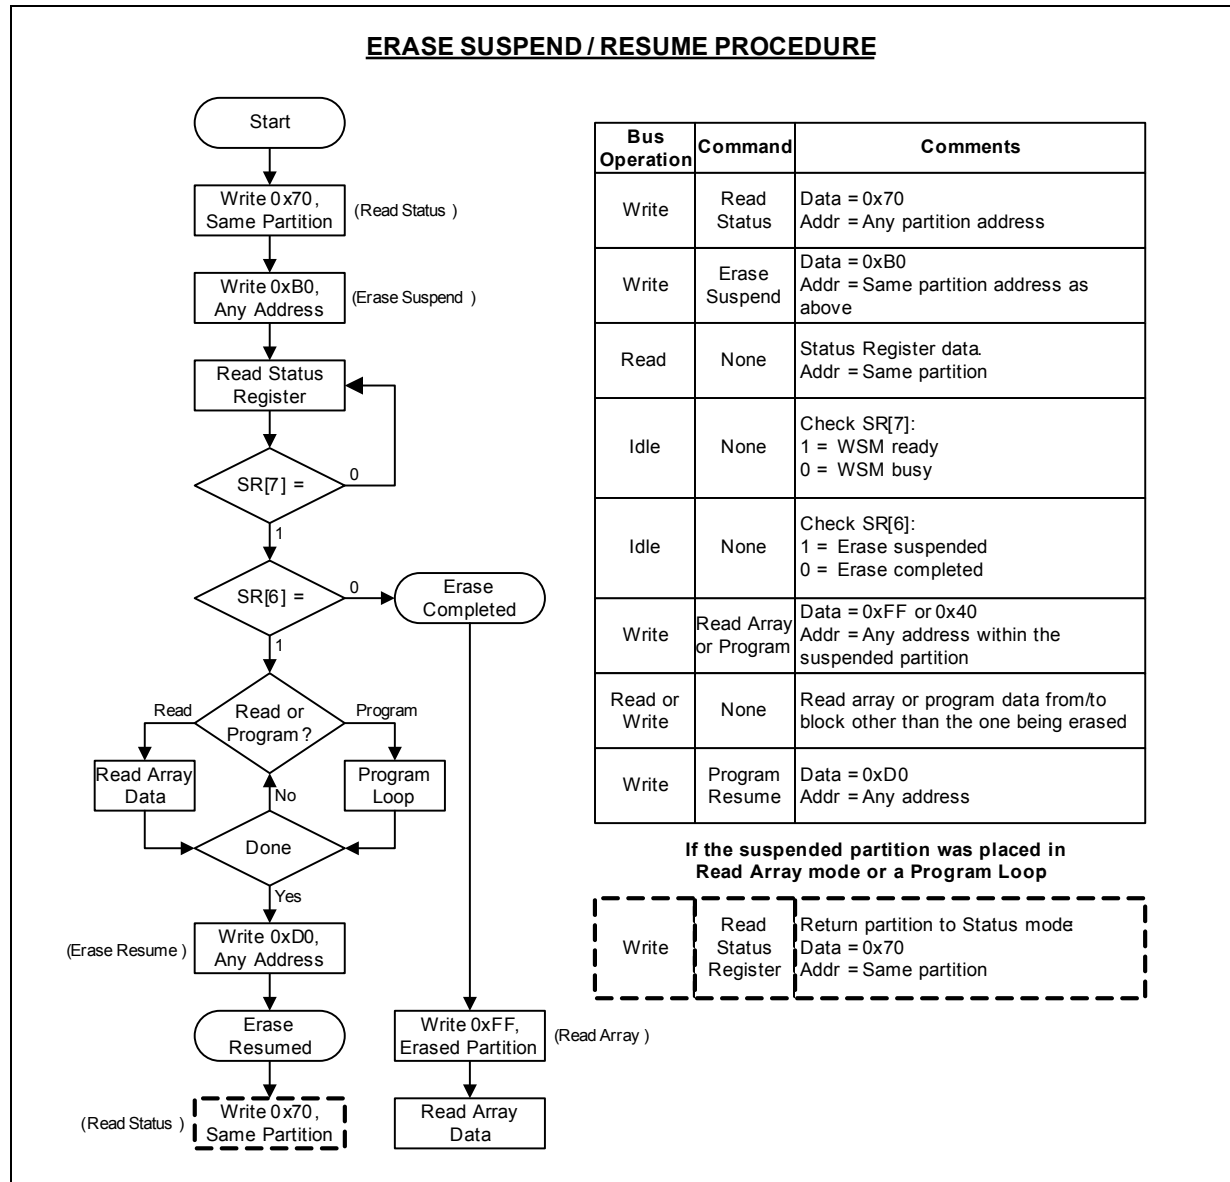 ERASE SUSPEND / RESUME PROCEDURE
Start
Write 0x70,
Same Partition
(Read Status )
Write 0xB0,
Any Address
(Erase Suspend )
Read Status
Register
SR[7] =
0
1
SR[6] =
0
Erase
Completed
1
Read
Read or
Program?
Program
Read Array
Data
No
Program
Loop
Done
Yes
(Erase Resume )
Write 0xD0,
Any Address
Erase
Resumed
Write 0xFF,
Erased Partition
(Read Array )
(Read Status )
Write 0x70,
Same Partition
Read Array
Data
Bus
Operation
Command
Comments
Write
Read
Status
Data = 0x70
Addr = Any partition address
Write
Erase
Suspend
Data = 0xB0
Addr = Same partition address as
above
Read
None
Status Register data.
Addr = Same partition
Idle
None
Check SR[7]:
1 = WSM ready
0 = WSM busy
Idle
None
Check SR[6]:
1 = Erase suspended
0 = Erase completed
Write
Read Array
or Program
Data = 0xFF or 0x40
Addr = Any address within the
suspended partition
Read or
Write
None
Read array or program data from/to
block other than the one being erased
Write
Program
Resume
Data = 0xD0
Addr = Any address
If the suspended partition was placed in
Read Array mode or a Program Loop
Write
Read
Status
Register
Return partition to Status mode:
Data = 0x70
Addr = Same partition